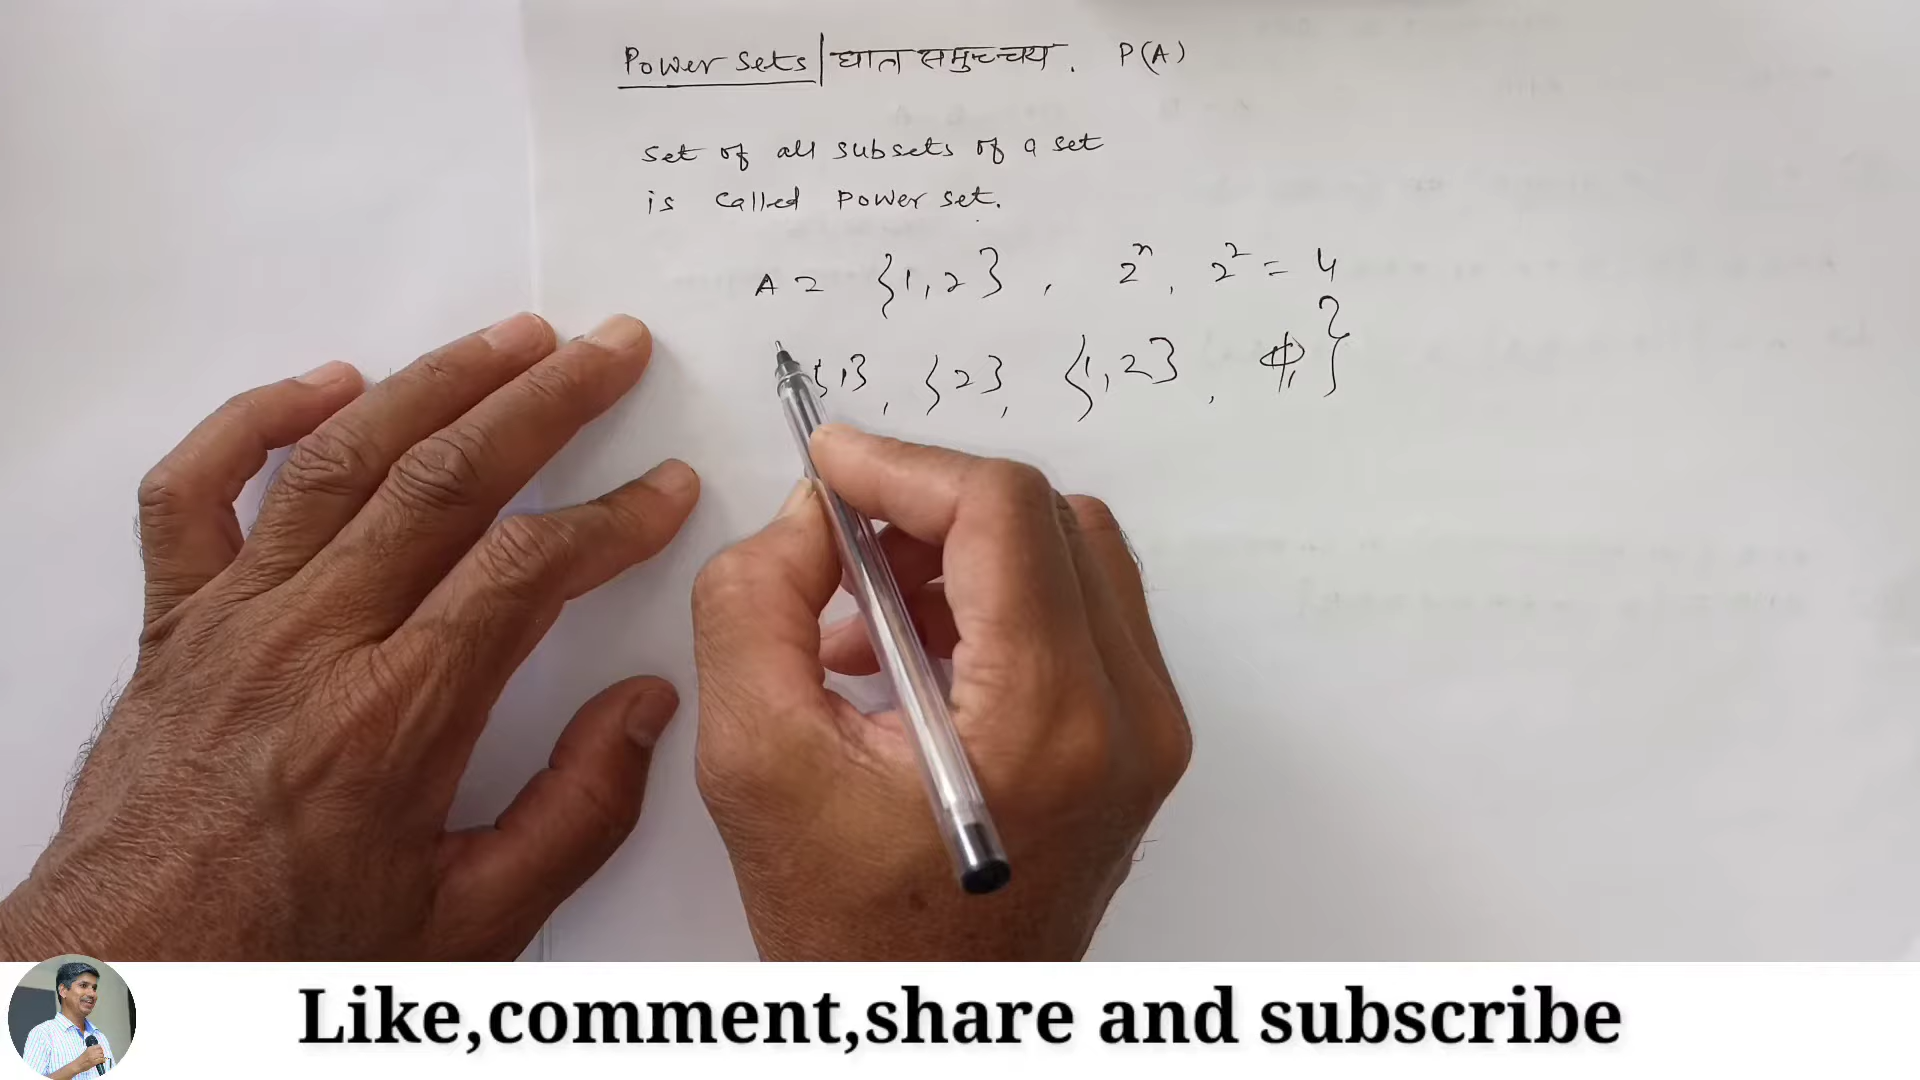 Power Sets | घात समुच्चय. P(A)
Set of all subsets of a set
is called Power set.
A = {1, 2}, 2ⁿ, 2² = 4
{1}, {2}, {1, 2}, ϕ, }
Like,comment,share and subscribe